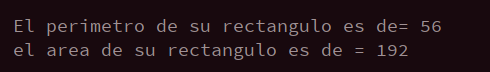 El perimetro de su rectangulo es de= 56
el area de su rectangulo es de = 192